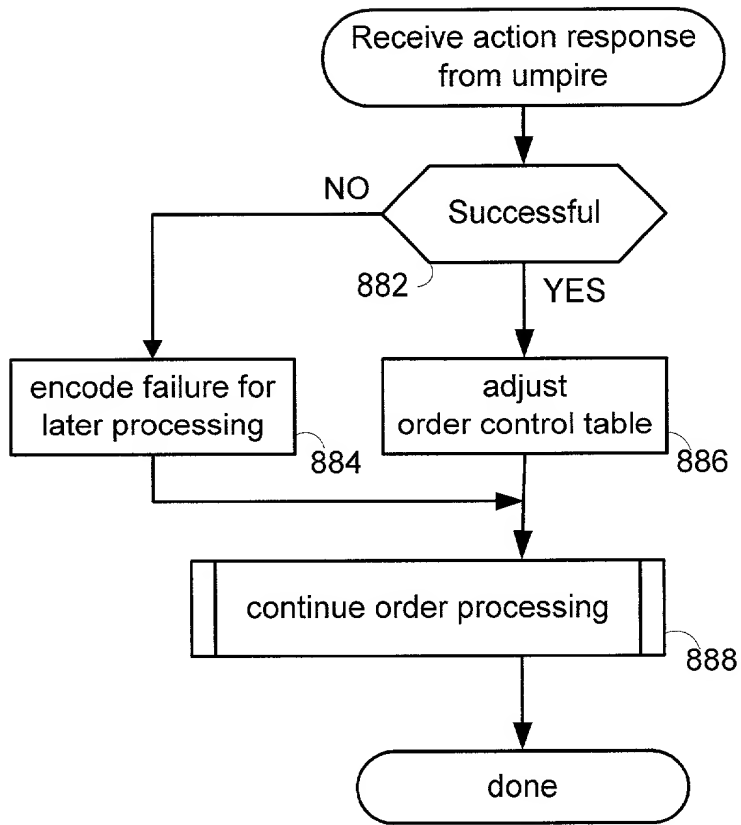 Receive action response
from umpire
NO
Successful
882
YES
encode failure for
later processing
884
adjust
order control table
886
continue order processing
888
done